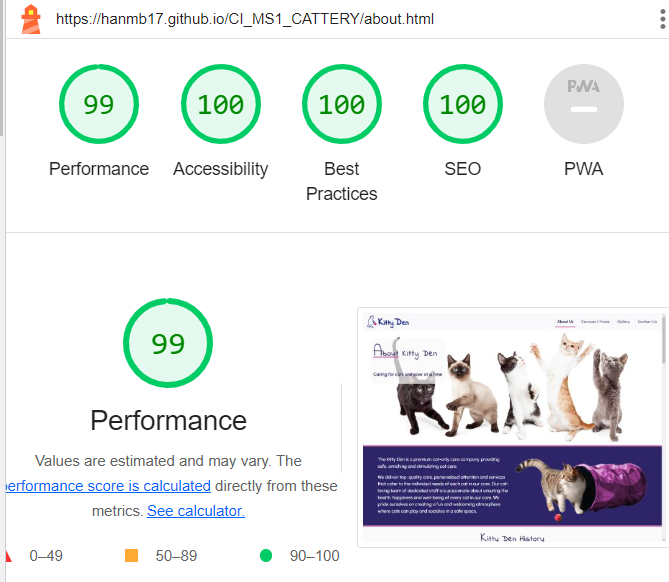 https://hanmb17.github.io/CI_MS1_CATTERY/about.html
99
100
100
100
PWA
Performance
Accessibility
Best
Practices
SEO
PWA
99
Performance
Values are estimated and may vary. The
performance score is calculated directly from these
metrics. See calculator.
0–49
50–89
90–100
Kitty Den
About Us
Services / Prices
Gallery
Contact Us
About Kitty Den
Caring for cats one paw at a time
The Kitty Den is a premium cat-only care company providing
safe, enriching and stimulating cat care.
We deliver top-quality care, personalised attention and services
that cater to the individual needs of each cat in our care. Our cat-
loving team of dedicated staff are passionate about ensuring the
health, happiness and well-being of every cat in our care. We
pride ourselves on creating a fun and welcoming atmosphere
where cats can play and socialise in a safe space.
Kitty Den History